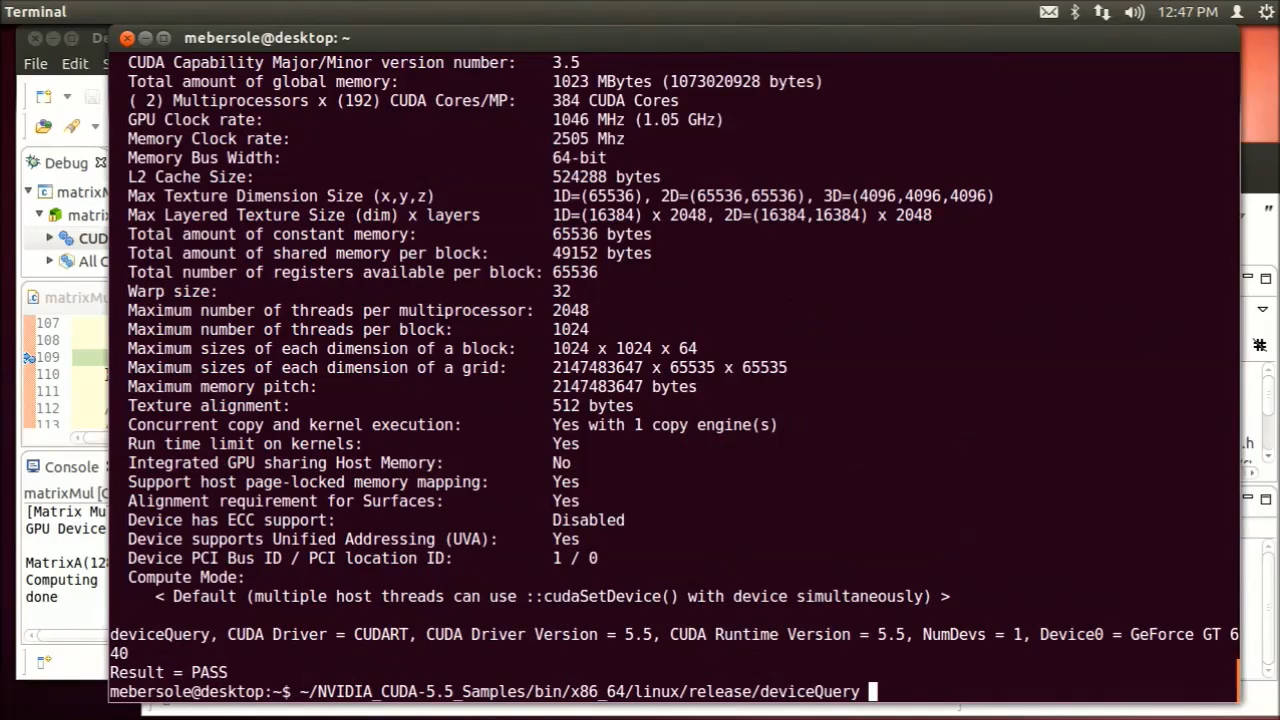 Terminal
12:47 PM
mebersole@desktop: ~
File Edit
CUDA Capability Major/Minor version number: 3.5
Total amount of global memory: 1023 MBytes (1073020928 bytes)
( 2) Multiprocessors x (192) CUDA Cores/MP: 384 CUDA Cores
GPU Clock rate: 1046 MHz (1.05 GHz)
Memory Clock rate: 2505 Mhz
Memory Bus Width: 64-bit
L2 Cache Size: 524288 bytes
Max Texture Dimension Size (x,y,z) 1D=(65536), 2D=(65536,65536), 3D=(4096,4096,4096)
Max Layered Texture Size (dim) x layers 1D=(16384) x 2048, 2D=(16384,16384) x 2048
Total amount of constant memory: 65536 bytes
Total amount of shared memory per block: 49152 bytes
Total number of registers available per block: 65536
Warp size: 32
Maximum number of threads per multiprocessor: 2048
Maximum number of threads per block: 1024
Maximum sizes of each dimension of a block: 1024 x 1024 x 64
Maximum sizes of each dimension of a grid: 2147483647 x 65535 x 65535
Maximum memory pitch: 2147483647 bytes
Texture alignment: 512 bytes
Concurrent copy and kernel execution: Yes with 1 copy engine(s)
Run time limit on kernels: Yes
Integrated GPU sharing Host Memory: No
Support host page-locked memory mapping: Yes
Alignment requirement for Surfaces: Yes
Device has ECC support: Disabled
Device supports Unified Addressing (UVA): Yes
Device PCI Bus ID / PCI location ID: 1 / 0
Compute Mode:
< Default (multiple host threads can use ::cudaSetDevice() with device simultaneously) >
deviceQuery, CUDA Driver = CUDART, CUDA Driver Version = 5.5, CUDA Runtime Version = 5.5, NumDevs = 1, Device0 = GeForce GT 6
40
Result = PASS
mebersole@desktop:~$ ~/NVIDIA_CUDA-5.5_Samples/bin/x86_64/linux/release/deviceQuery
Debug
matrix
matri
CUD
All C
matrixMu
107
108
109
110
111
112
113
Console
matrixMul [C
[Matrix Mu
GPU Device
MatrixA(128
Computing
done
.h